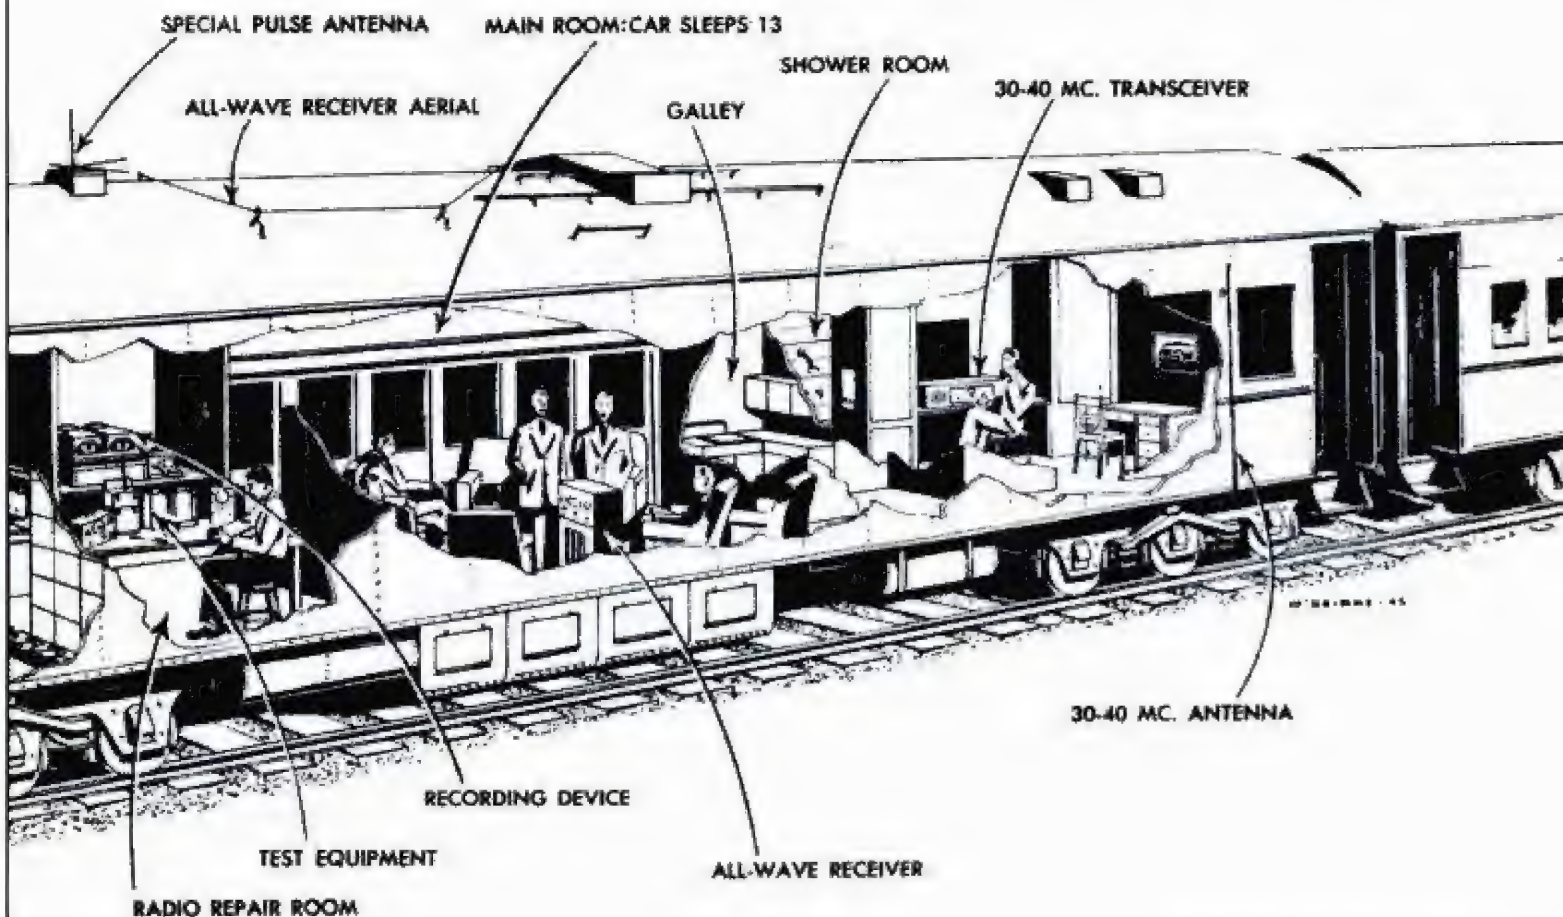 SPECIAL PULSE ANTENNA
MAIN ROOM:CAR SLEEPS 13
SHOWER ROOM
30-40 MC. TRANSCEIVER
ALL-WAVE RECEIVER AERIAL
GALLEY
30-40 MC. ANTENNA
RECORDING DEVICE
TEST EQUIPMENT
ALL-WAVE RECEIVER
RADIO REPAIR ROOM